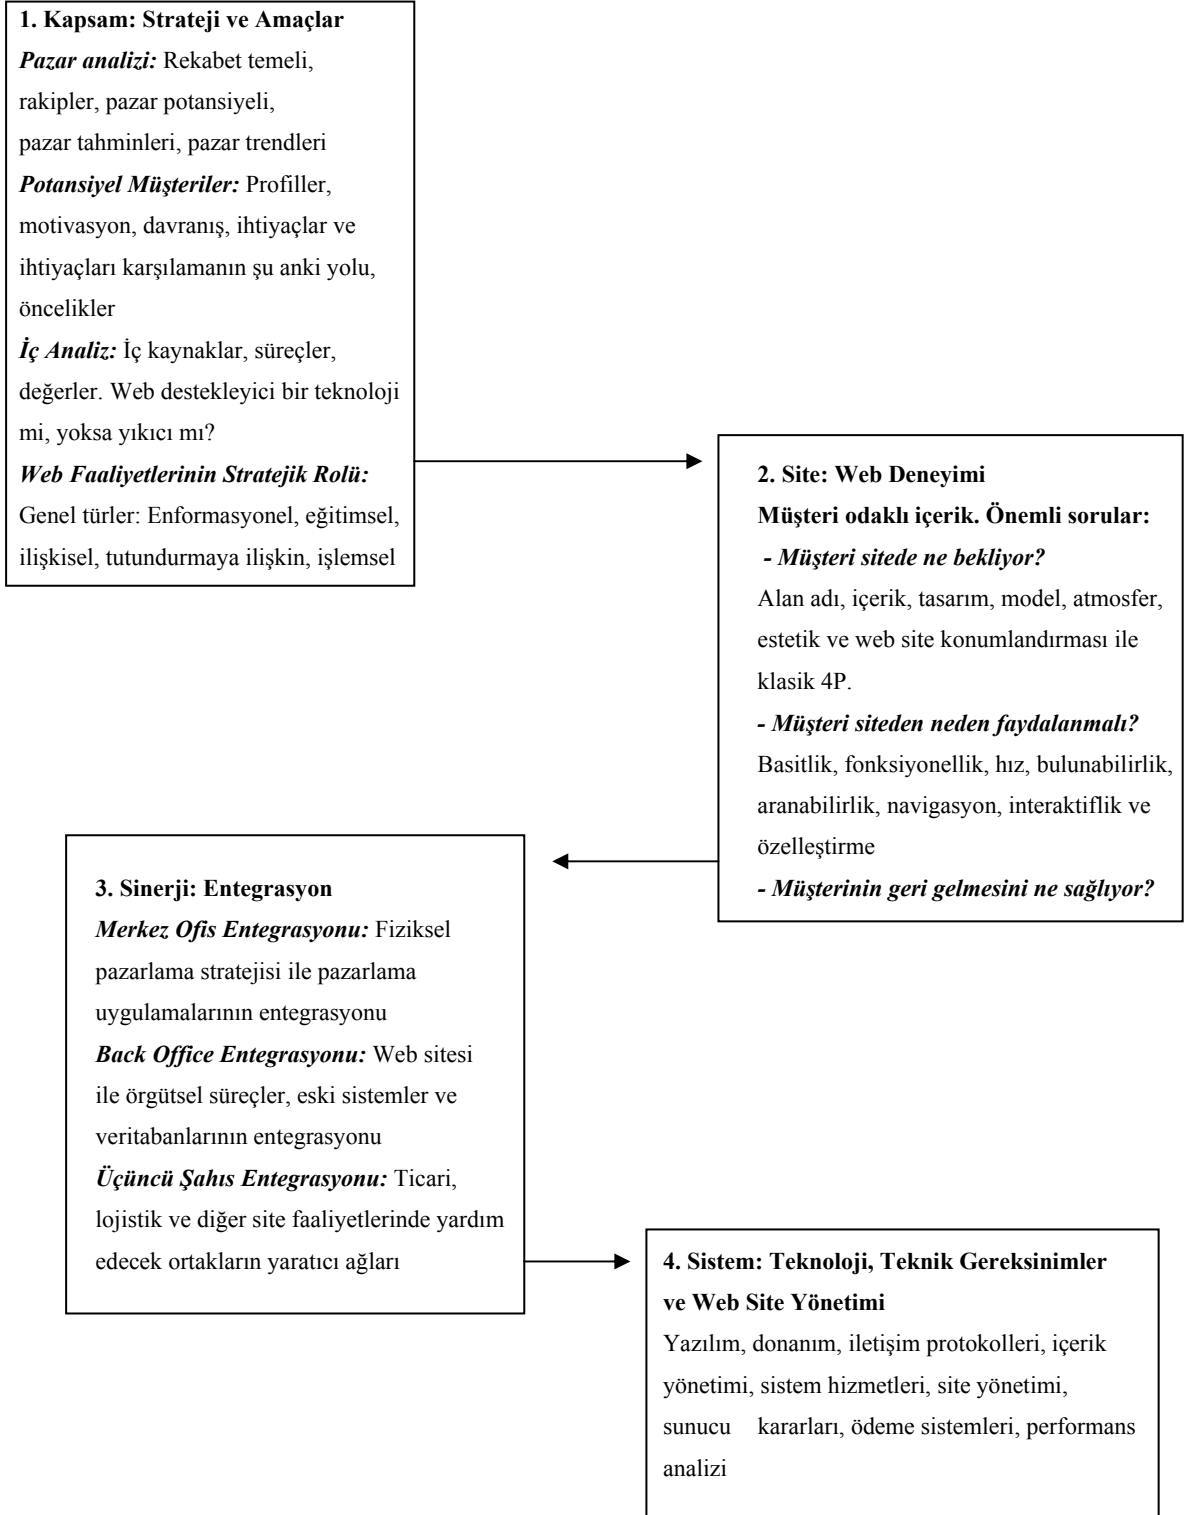 1. Kapsam: Strateji ve Amaçlar
Pazar analizi: Rekabet temeli,
rakipler, pazar potansiyeli,
pazar tahminleri, pazar trendleri
Potansiyel Müşteriler: Profiller,
motivasyon, davranış, ihtiyaçlar ve
ihtiyaçları karşılamanın şu anki yolu,
öncelikler
İç Analiz: İç kaynaklar, süreçler,
değerler. Web destekleyici bir teknoloji
mi, yoksa yıkıcı mı?
Web Faaliyetlerinin Stratejik Rolü:
Genel türler: Enformasyonel, eğitimsel,
ilişkisel, tutundurmaya ilişkin, işlemsel
2. Site: Web Deneyimi
Müşteri odaklı içerik. Önemli sorular:
- Müşteri sitede ne bekliyor?
Alan adı, içerik, tasarım, model, atmosfer,
estetik ve web site konumlandırması ile
klasik 4P.
- Müşteri siteden neden faydalanmalı?
Basitlik, fonksiyonellik, hız, bulunabilirlik,
aranabilirlik, navigasyon, interaktiflik ve
özelleştirme
- Müşterinin geri gelmesini ne sağlıyor?
3. Sinerji: Entegrasyon
Merkez Ofis Entegrasyonu: Fiziksel
pazarlama stratejisi ile pazarlama
uygulamalarının entegrasyonu
Back Office Entegrasyonu: Web sitesi
ile örgütsel süreçler, eski sistemler ve
veritabanlarının entegrasyonu
Üçüncü Şahıs Entegrasyonu: Ticari,
lojistik ve diğer site faaliyetlerinde yardım
edecek ortakların yaratıcı ağları
4. Sistem: Teknoloji, Teknik Gereksinimler
ve Web Site Yönetimi
Yazılım, donanım, iletişim protokolleri, içerik
yönetimi, sistem hizmetleri, site yönetimi,
sunucu kararları, ödeme sistemleri, performans
analizi